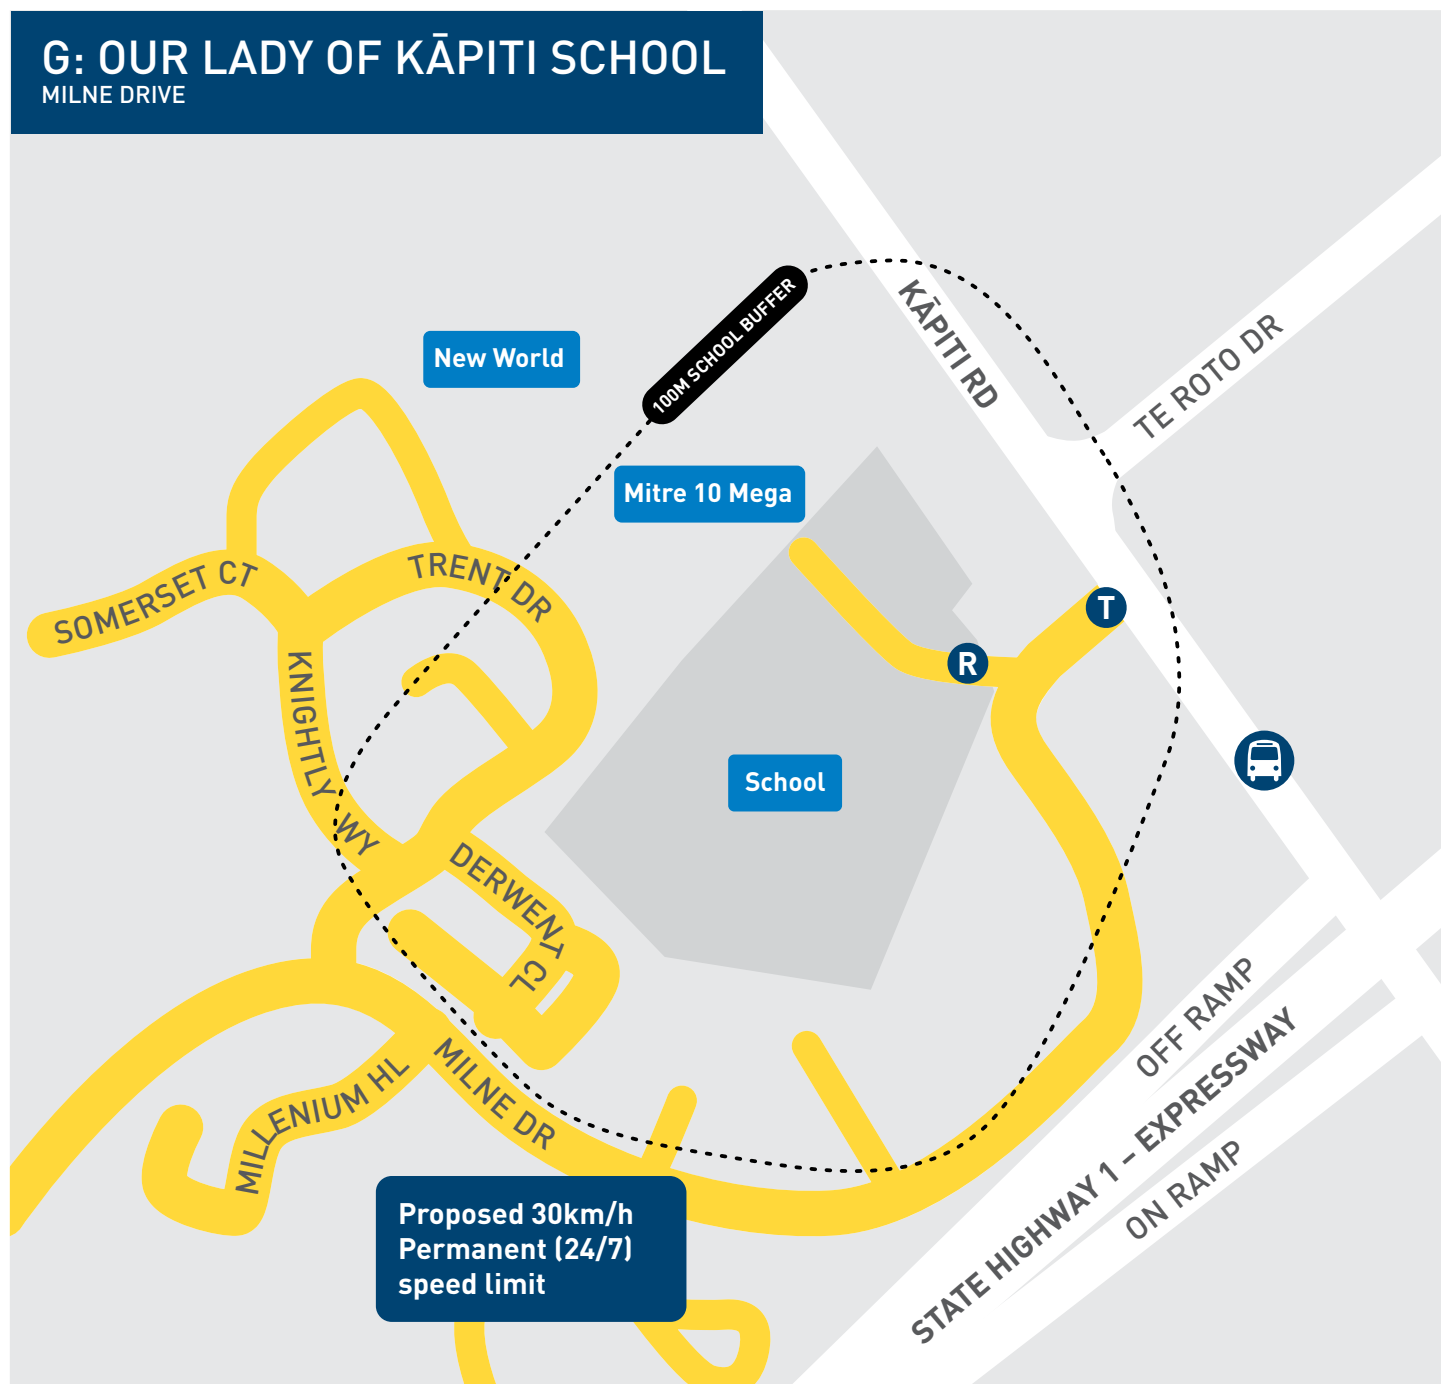 G: OUR LADY OF KĀPITI SCHOOL
MILNE DRIVE
KĀPITI RD
TE ROTO DR
100M SCHOOL BUFFER
New World
Mitre 10 Mega
TRENT DR
SOMERSET CT
T
R
KNIGHTLY WY
School
DERWENT CL
OFF RAMP
STATE HIGHWAY 1 – EXPRESSWAY
ON RAMP
MILNE DR
MILLENIUM HL
Proposed 30km/h
Permanent (24/7)
speed limit